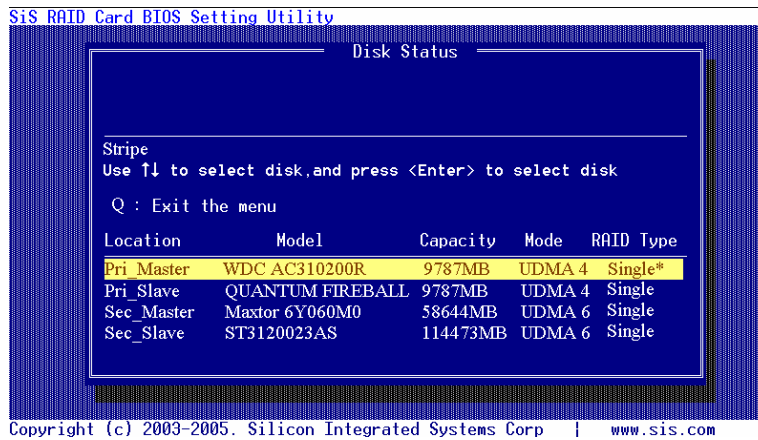 SiS RAID Card BIOS Setting Utility
Disk Status
Stripe
Use ↑↓ to select disk,and press <Enter> to select disk
Q : Exit the menu
Location Model Capacity Mode RAID Type
Pri_Master WDC AC310200R 9787MB UDMA 4 Single*
Pri_Slave QUANTUM FIREBALL 9787MB UDMA 4 Single
Sec_Master Maxtor 6Y060M0 58644MB UDMA 6 Single
Sec_Slave ST3120023AS 114473MB UDMA 6 Single
Copyright (c) 2003-2005. Silicon Integrated Systems Corp | www.sis.com